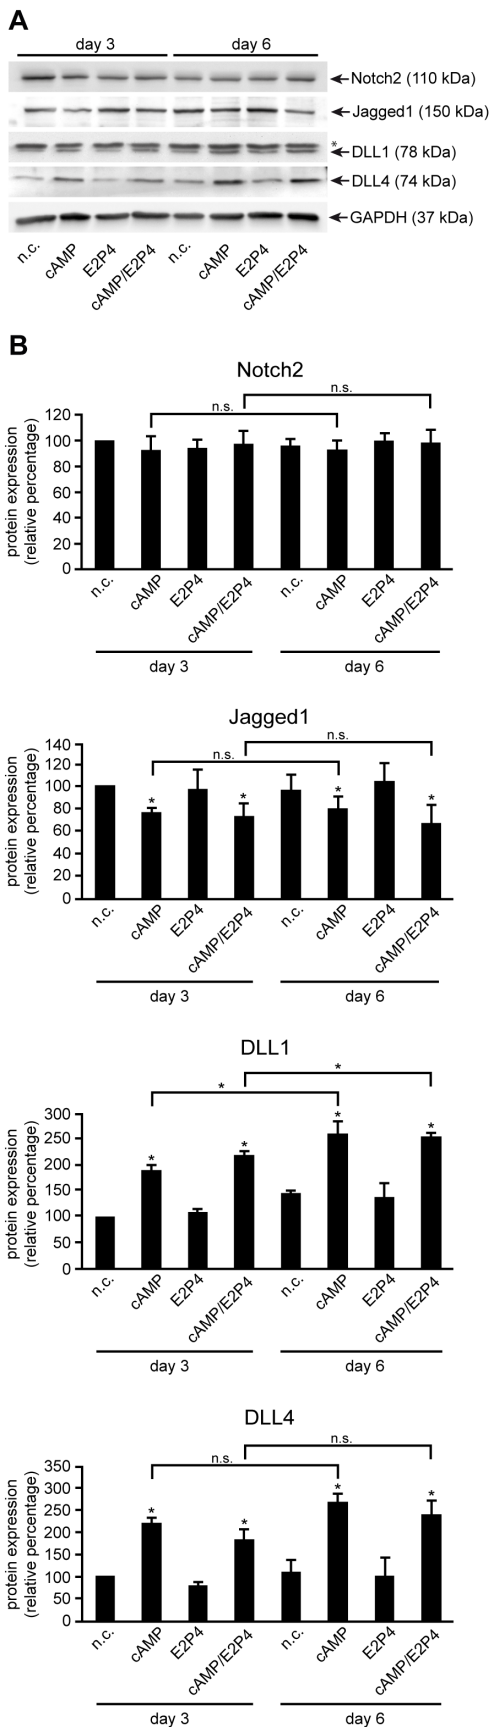 A
day 3 day 6
Notch2 (110 kDa)
Jagged1 (150 kDa)
*
DLL1 (78 kDa)
DLL4 (74 kDa)
GAPDH (37 kDa)
n.c. cAMP E2P4 cAMP/E2P4 n.c. cAMP E2P4 cAMP/E2P4
B
Notch2
n.s.
n.s.
protein expression
(relative percentage)
120
100
80
60
40
20
0
n.c. cAMP E2P4 cAMP/E2P4 n.c. cAMP E2P4 cAMP/E2P4
day 3 day 6
Jagged1
n.s.
n.s.
protein expression
(relative percentage)
140
120
100
80
60
40
20
0
* * * *
n.c. cAMP E2P4 cAMP/E2P4 n.c. cAMP E2P4 cAMP/E2P4
day 3 day 6
DLL1
*
*
protein expression
(relative percentage)
300
250
200
150
100
50
0
* * * *
n.c. cAMP E2P4 cAMP/E2P4 n.c. cAMP E2P4 cAMP/E2P4
day 3 day 6
DLL4
n.s.
n.s.
protein expression
(relative percentage)
350
300
250
200
150
100
50
0
* * * *
n.c. cAMP E2P4 cAMP/E2P4 n.c. cAMP E2P4 cAMP/E2P4
day 3 day 6